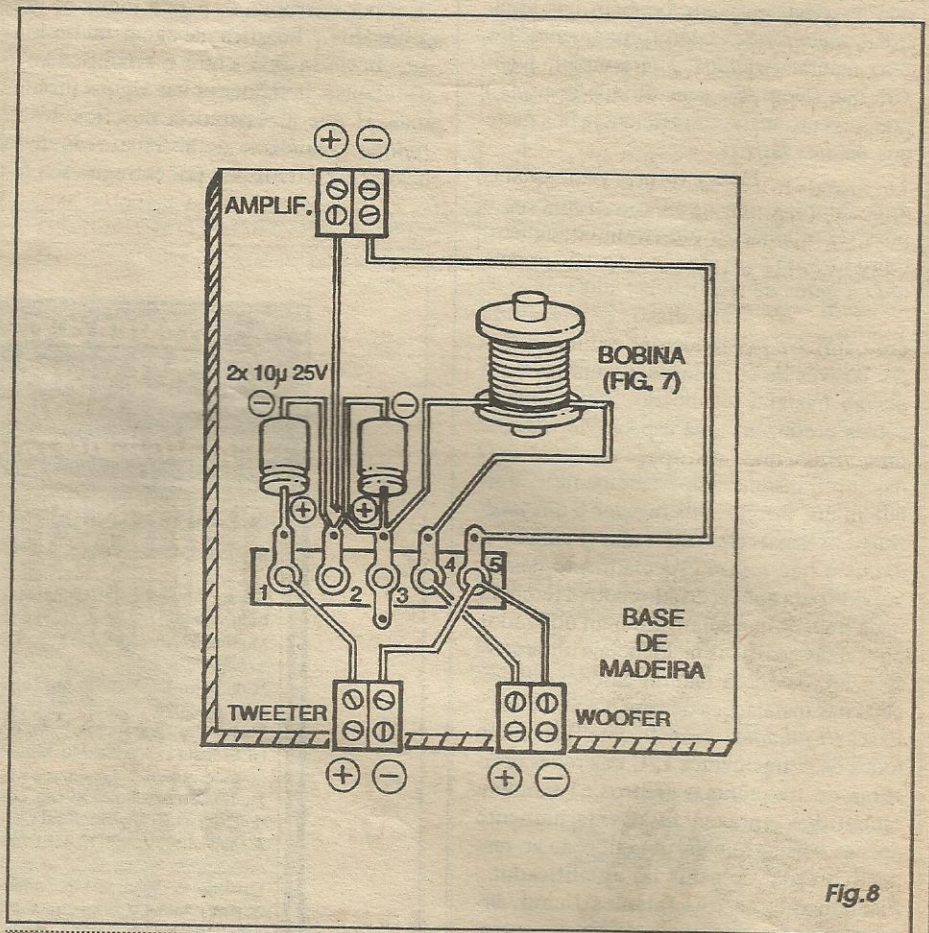 + −
AMPLIF.
2x 10µ 25V
− −
+ +
BOBINA
(FIG. 7)
1 2 3 4 5
BASE
DE
MADEIRA
TWEETER
WOOFER
+ − + −
Fig.8